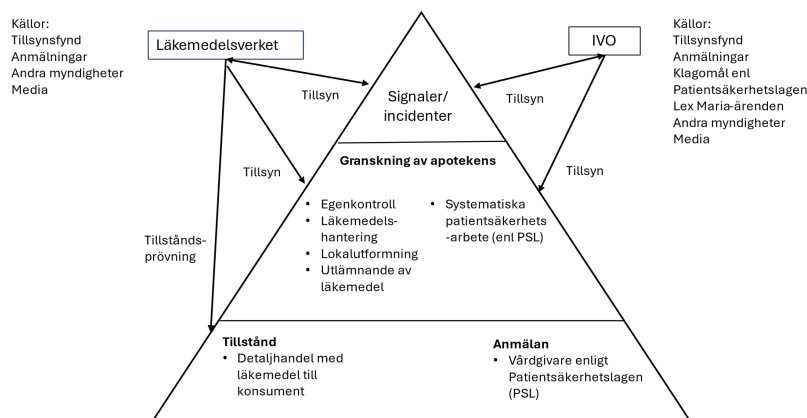 Källor:
Tillsynsfynd
Anmälningar
Andra myndigheter
Media
Läkemedelsverket
IVO
Källor:
Tillsynsfynd
Anmälningar
Klagomål enl
Patientsäkerhetslagen
Lex Maria-ärenden
Andra myndigheter
Media
Tillsyn
Signaler/
incidenter
Tillsyn
Granskning av apotekens
Tillsyn
Tillsyn
Tillstånds-
prövning
• Egenkontroll
• Läkemedels-
hantering
• Lokalutformning
• Utlämnande av
läkemedel
• Systematiska
patientsäkerhets
-arbete (enl PSL)
Tillstånd
• Detaljhandel med
läkemedel till
konsument
Anmälan
• Vårdgivare enligt
Patientsäkerhetslagen
(PSL)